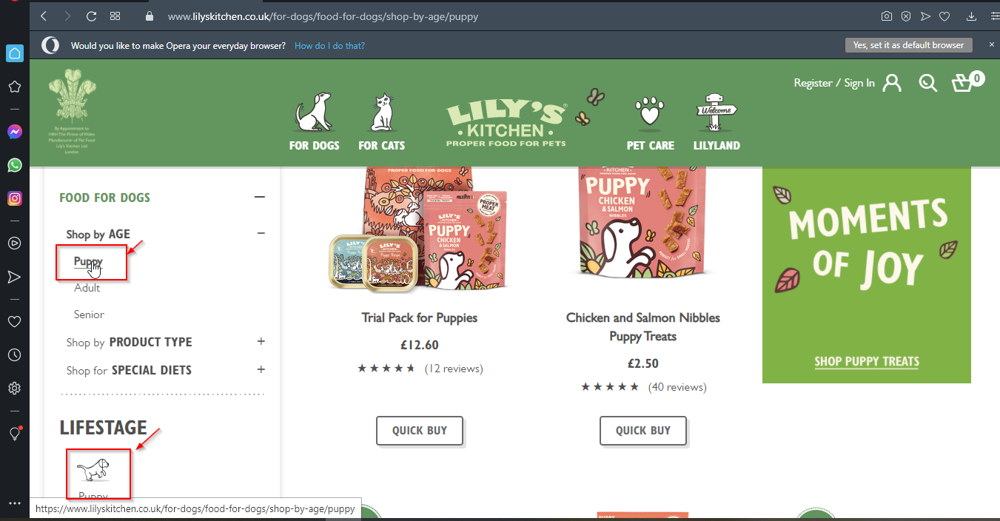 www.lilyskitchen.co.uk/for-dogs/food-for-dogs/shop-by-age/puppy
Would you like to make Opera your everyday browser? How do I do that?
Yes, set it as default browser
By Appointment to
HRH The Prince of Wales
Manufacturer of Pet Food
Lily's Kitchen Ltd
London
Register / Sign In
0
FOR DOGS
FOR CATS
LILY'S
• KITCHEN •
PROPER FOOD FOR PETS
PET CARE
Welcome
LILYLAND
FOOD FOR DOGS
Shop by AGE
Puppy
Adult
Senior
Shop by PRODUCT TYPE
Shop for SPECIAL DIETS
LIFESTAGE
Puppy
PROPER FOOD FOR DOGS
LILY'S
KITCHEN
PUPPY
CHICKEN
& SALMON
NIBBLES
PROPER
MEAT
LILY'S
LILY'S
KITCHEN
Puppy Recipe
Trial Pack for Puppies
£12.60
(12 reviews)
QUICK BUY
KITCHEN
PROPER FOOD FOR DOGS
PUPPY
CHICKEN
& SALMON
NIBBLES
Chicken and Salmon Nibbles
Puppy Treats
£2.50
(40 reviews)
QUICK BUY
MOMENTS
OF JOY
SHOP PUPPY TREATS
https://www.lilyskitchen.co.uk/for-dogs/food-for-dogs/shop-by-age/puppy